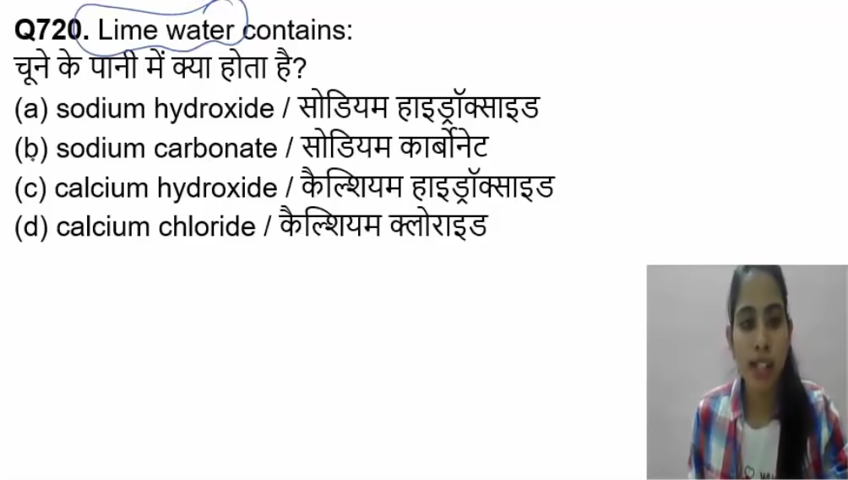 Q720. Lime water contains:
चूने के पानी में क्या होता है?
(a) sodium hydroxide / सोडियम हाइड्रॉक्साइड
(b) sodium carbonate / सोडियम कार्बोनेट
(c) calcium hydroxide / कैल्शियम हाइड्रॉक्साइड
(d) calcium chloride / कैल्शियम क्लोराइड